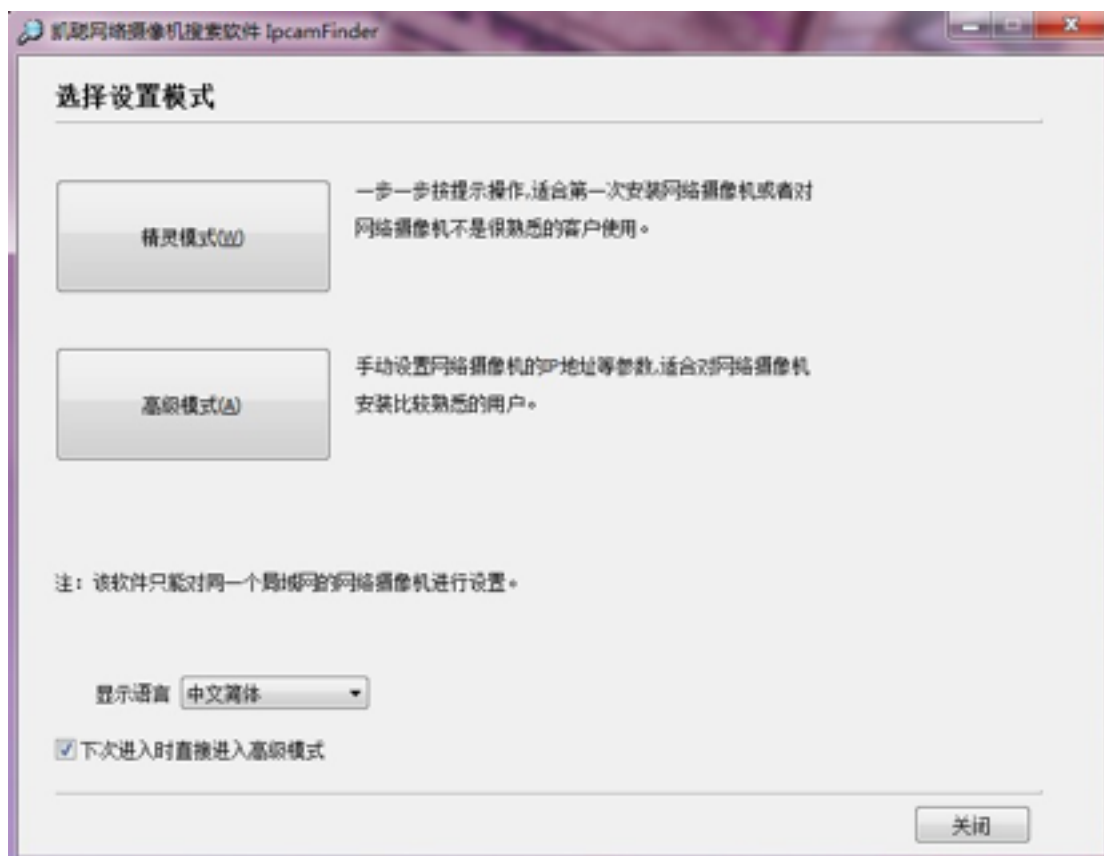 凯聪网络摄像机搜索软件 IpcamFinder
选择设置模式
一步一步按提示操作,适合第一次安装网络摄像机或者对
网络摄像机不是很熟悉的客户使用。
精灵模式(W)
手动设置网络摄像机的IP地址等参数,适合对网络摄像机
安装比较熟悉的用户。
高级模式(A)
注：该软件只能对同一个局域网的网络摄像机进行设置。
显示语言 中文简体
下次进入时直接进入高级模式
关闭